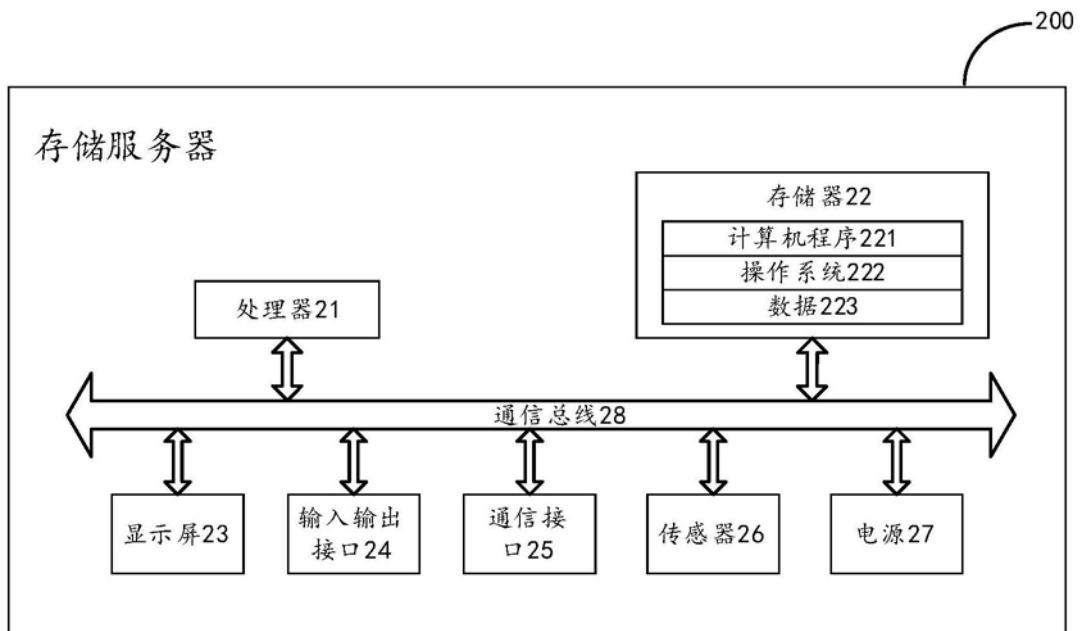 200
存储服务器
存储器22
计算机程序221
操作系统222
数据223
处理器21
通信总线28
显示屏23
输入输出
接口24
通信接
口25
传感器26
电源27